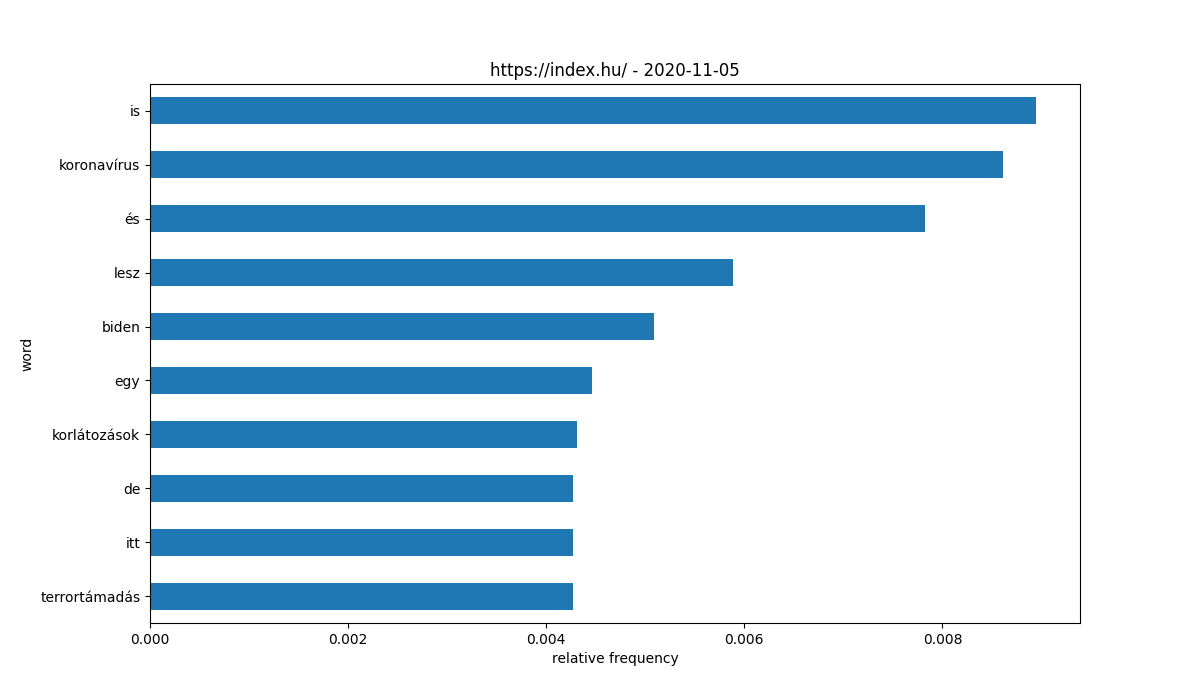 https://index.hu/ - 2020-11-05
is
koronavírus
és
lesz
biden
egy
korlátozások
de
itt
terrortámadás
word
0.000 0.002 0.004 0.006 0.008
relative frequency